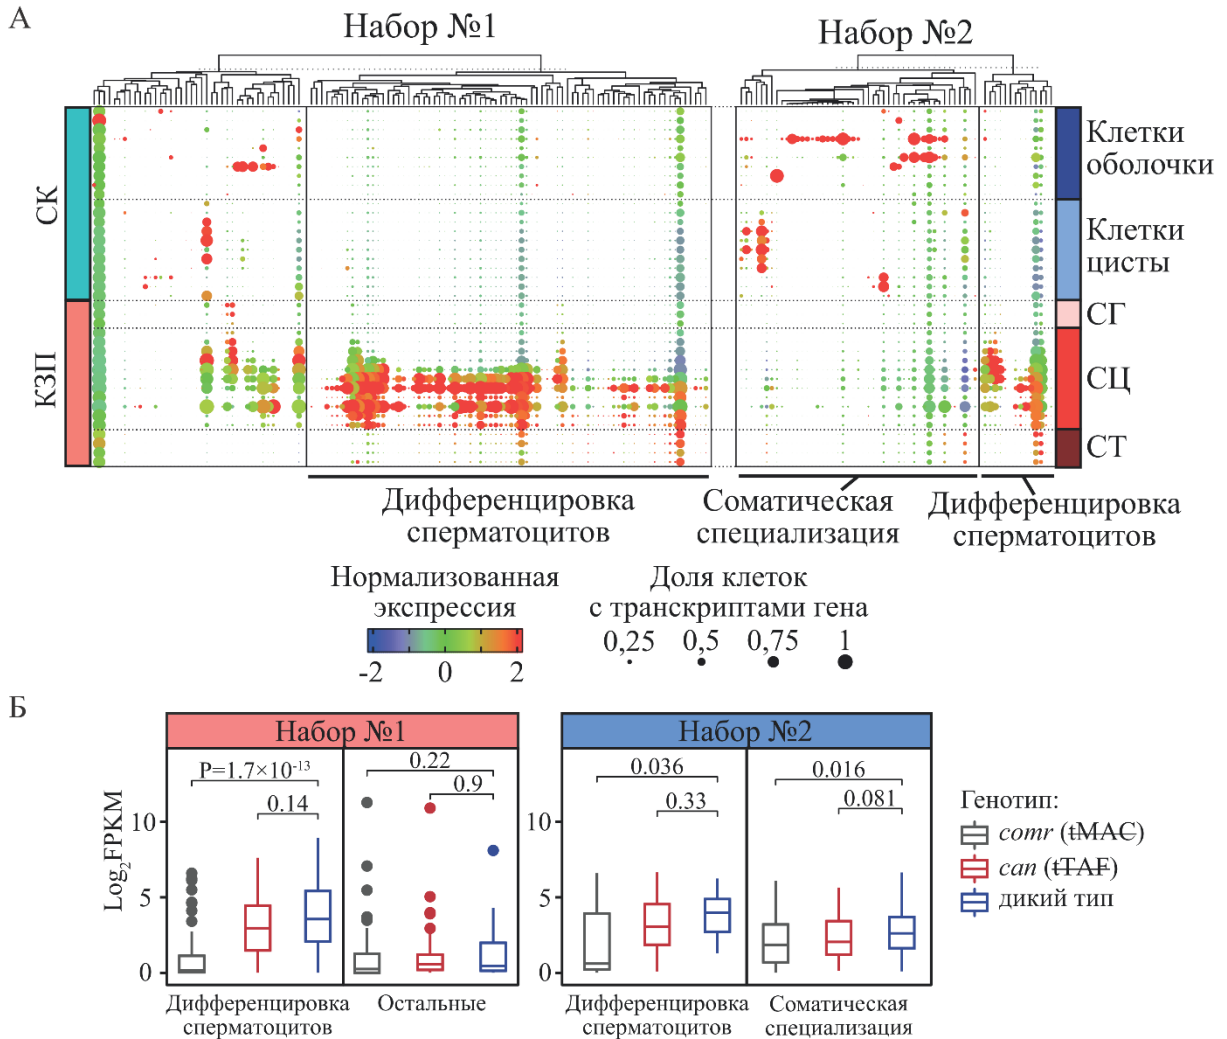 А
Набор №1
Набор №2
СК
КЗП
Клетки
оболочки
Клетки
цисты
СГ
СЦ
СТ
Дифференцировка
сперматоцитов
Соматическая
специализация
Дифференцировка
сперматоцитов
Нормализованная
экспрессия
-2 0 2
Доля клеток
с транскриптами гена
0,25 0,5 0,75 1
Б
Набор №1
Набор №2
Log₂FPKM
10
5
0
P=1.7×10⁻¹³
0.14
0.22
0.9
10
5
0
0.036
0.33
0.016
0.081
Дифференцировка
сперматоцитов
Остальные
Дифференцировка
сперматоцитов
Соматическая
специализация
Генотип:
comr (tMAC)
can (tTAF)
дикий тип